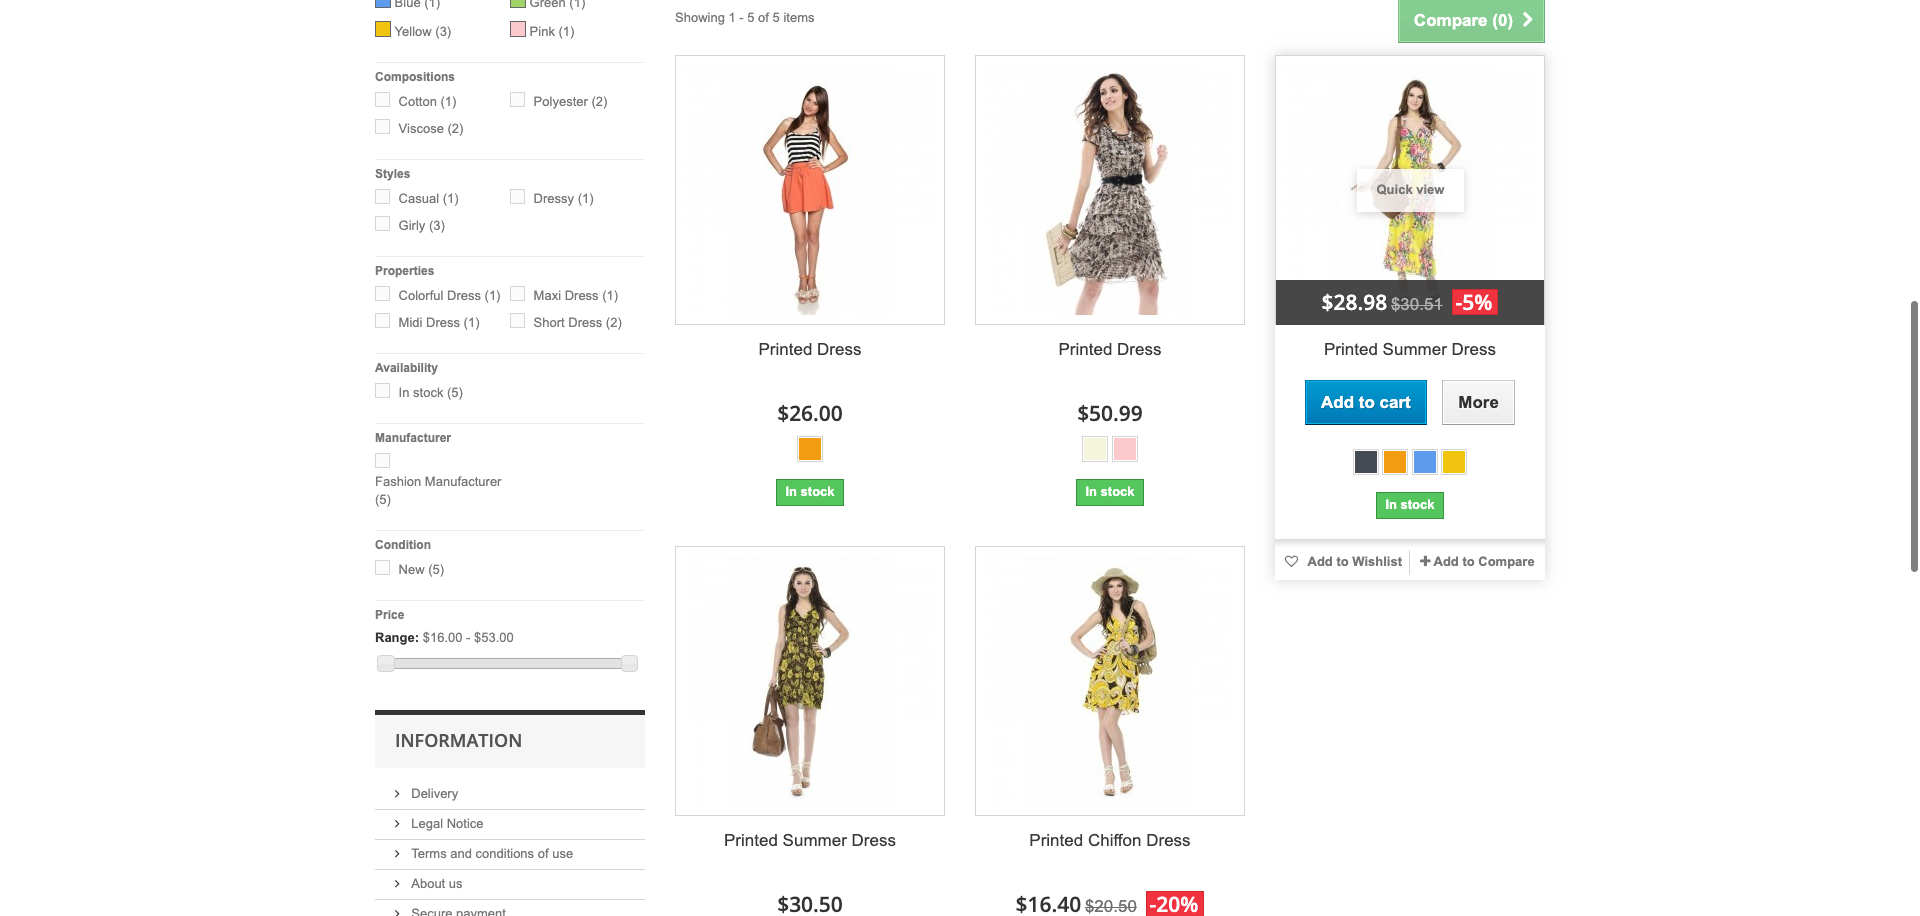 Blue (1)
Green (1)
Yellow (3)
Pink (1)
Compositions
Cotton (1)
Polyester (2)
Viscose (2)
Styles
Casual (1)
Dressy (1)
Girly (3)
Properties
Colorful Dress (1)
Maxi Dress (1)
Midi Dress (1)
Short Dress (2)
Availability
In stock (5)
Manufacturer
Fashion Manufacturer
(5)
Condition
New (5)
Price
Range: $16.00 - $53.00
INFORMATION
Delivery
Legal Notice
Terms and conditions of use
About us
Secure payment
Showing 1 - 5 of 5 items
Compare (0)
Printed Dress
$26.00
In stock
Printed Dress
$50.99
In stock
Quick view
$28.98 $30.51 -5%
Printed Summer Dress
Add to cart
More
In stock
Add to Wishlist
Add to Compare
Printed Summer Dress
$30.50
Printed Chiffon Dress
$16.40 $20.50 -20%